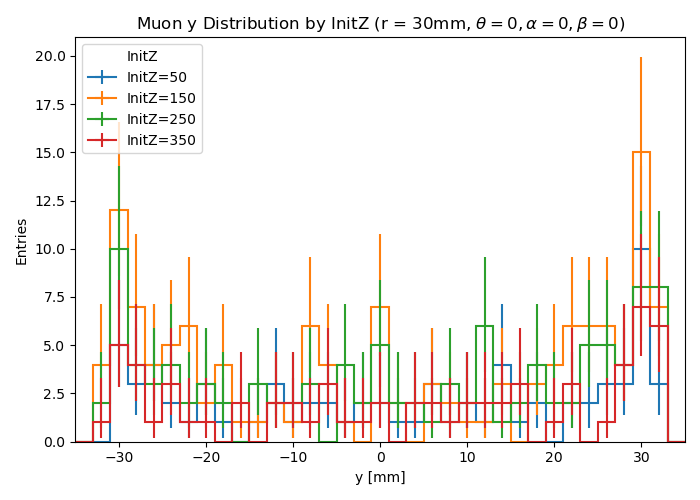 Muon y Distribution by InitZ (r = 30mm, θ = 0, α = 0, β = 0)
InitZ
InitZ=50
InitZ=150
InitZ=250
InitZ=350
20.0
17.5
15.0
12.5
10.0
7.5
5.0
2.5
0.0
Entries
−30 −20 −10 0 10 20 30
y [mm]